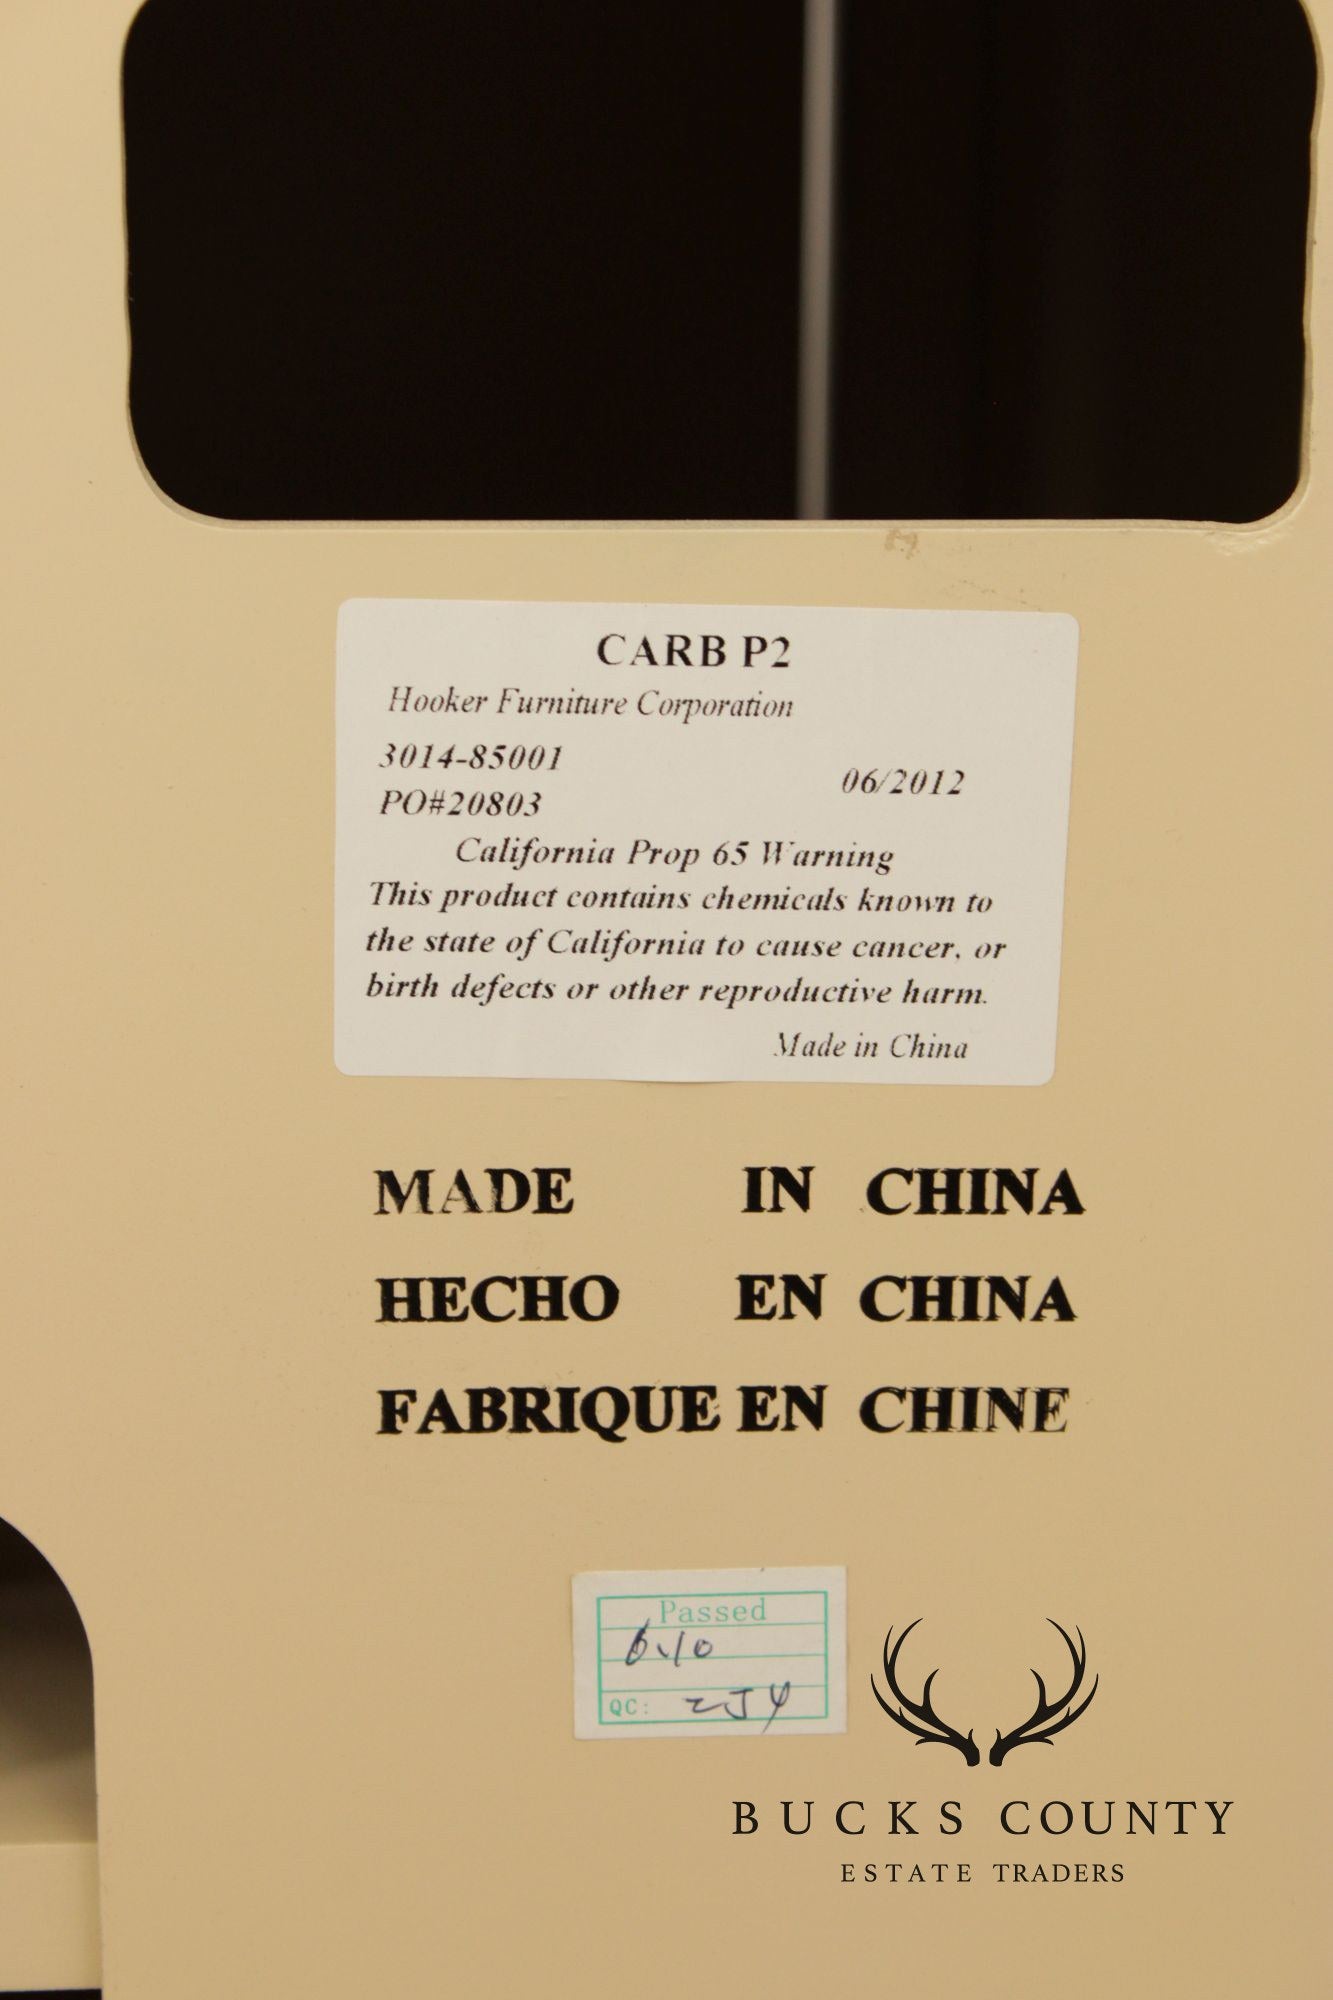 CARB P2
Hooker Furniture Corporation
3014-85001
06/2012
PO#20803
California Prop 65 Warning
This product contains chemicals known to
the state of California to cause cancer, or
birth defects or other reproductive harm.
Made in China
MADE IN CHINA
HECHO EN CHINA
FABRIQUE EN CHINE
Passed
6.10
QC:
BUCKS COUNTY
ESTATE TRADERS